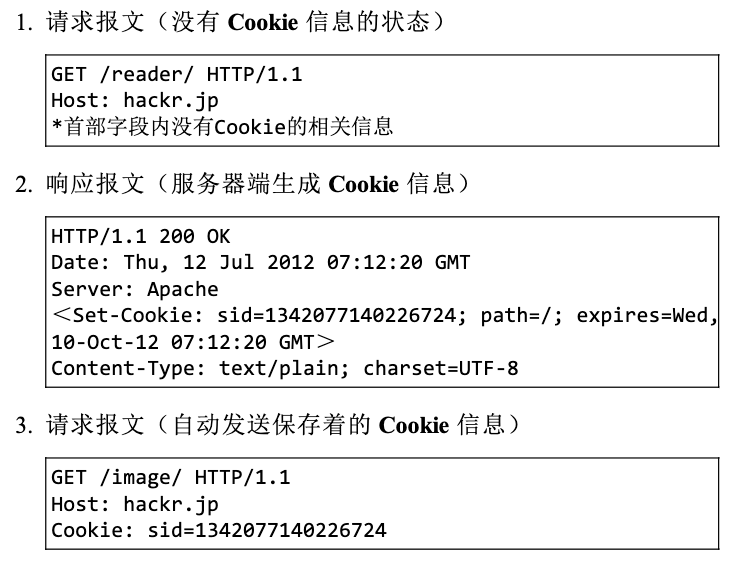 1. 请求报文（没有 Cookie 信息的状态）
GET /reader/ HTTP/1.1
Host: hackr.jp
*首部字段内没有Cookie的相关信息
2. 响应报文（服务器端生成 Cookie 信息）
HTTP/1.1 200 OK
Date: Thu, 12 Jul 2012 07:12:20 GMT
Server: Apache
＜Set-Cookie: sid=1342077140226724; path=/; expires=Wed,
10-Oct-12 07:12:20 GMT＞
Content-Type: text/plain; charset=UTF-8
3. 请求报文（自动发送保存着的 Cookie 信息）
GET /image/ HTTP/1.1
Host: hackr.jp
Cookie: sid=1342077140226724